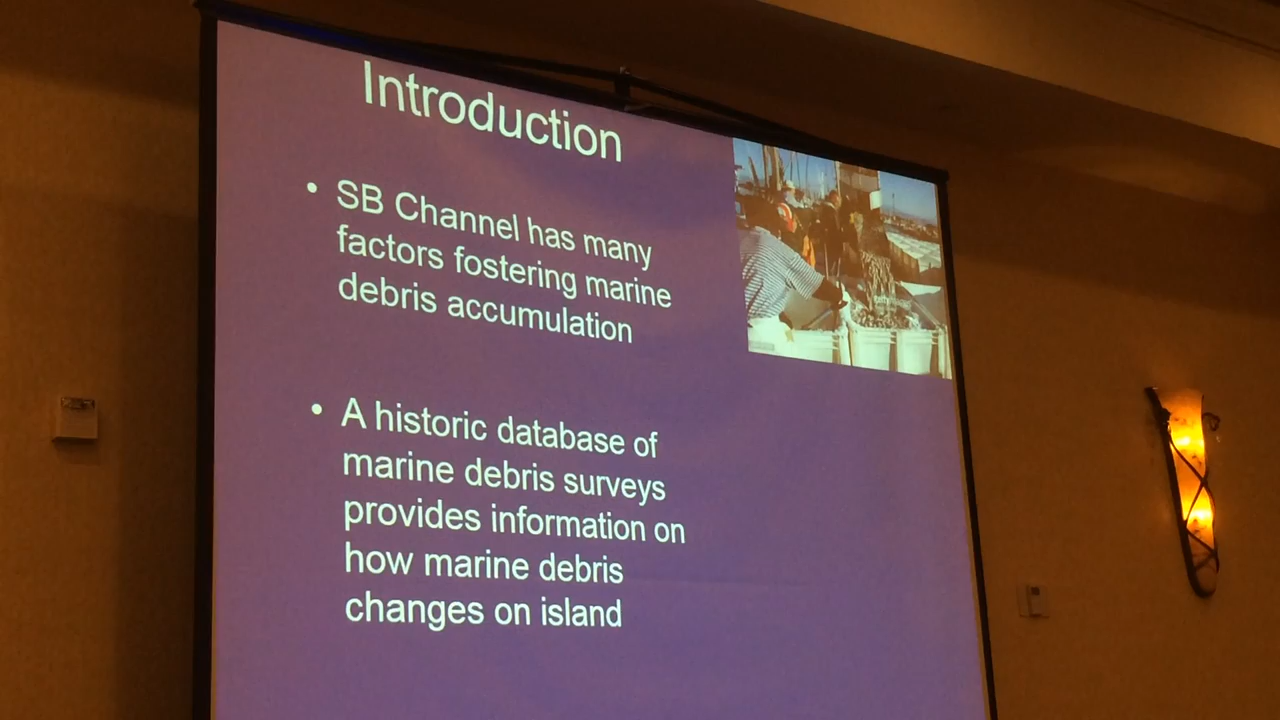 Introduction
• SB Channel has many
factors fostering marine
debris accumulation
• A historic database of
marine debris surveys
provides information on
how marine debris
changes on island